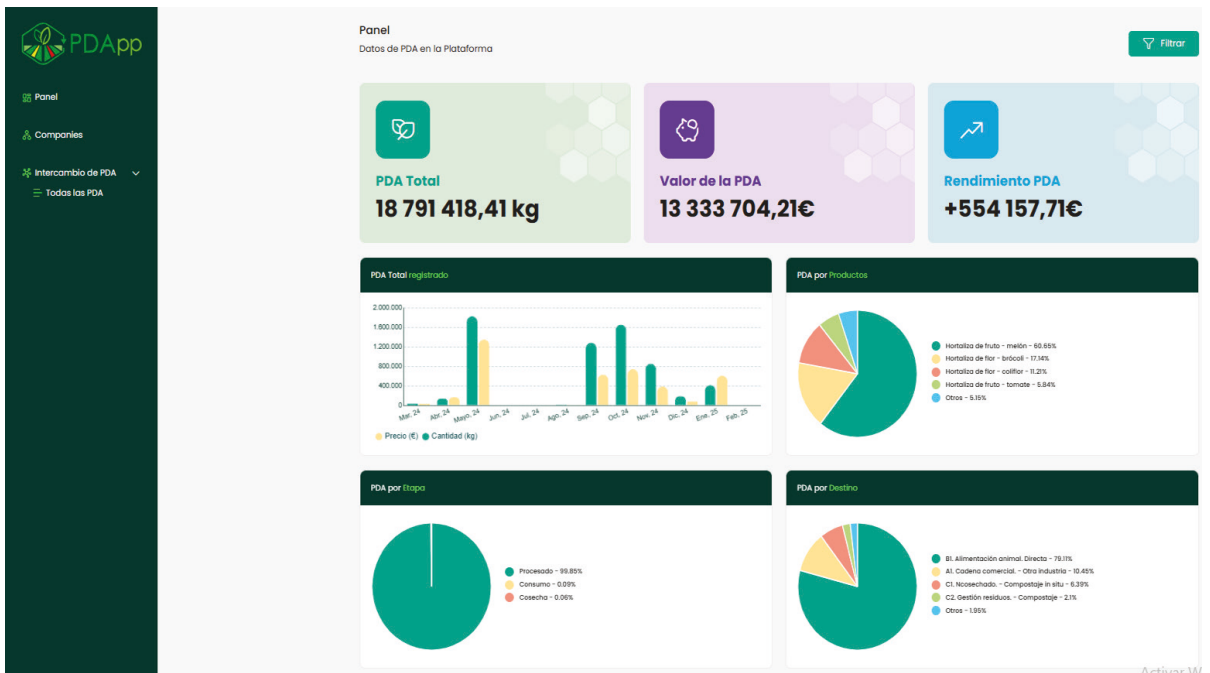 PDApp
Panel
Companies
Intercambio de PDA
Todas las PDA
Panel
Datos de PDA en la Plataforma
Filtrar
PDA Total
18 791 418,41 kg
Valor de la PDA
13 333 704,21€
Rendimiento PDA
+554 157,71€
PDA Total registrado
2.000.000
1.600.000
1.200.000
800.000
400.000
0
Mar. 24 Apr. 24 Mayo. 24 Jun. 24 Jul. 24 Ago. 24 Sep. 24 Oct. 24 Nov. 24 Dic. 24 Ene. 25 Feb. 25
Precio (€) Cantidad (kg)
PDA por Productos
Hortaliza de fruto - melón - 60.65%
Hortaliza de flor - brócoli - 17.14%
Hortaliza de flor - coliflor - 11.21%
Hortaliza de fruto - tomate - 5.84%
Otros - 5.15%
PDA por Etapa
Procesado - 99.85%
Consumo - 0.09%
Cosecha - 0.06%
PDA por Destino
B1. Alimentación animal. Directa - 79.11%
A1. Cadena comercial. - Otra industria - 10.45%
C1. Ncosechado. - Compostaje in situ - 6.39%
C2. Gestión residuos. - Compostaje - 2.1%
Otros - 1.95%
Activar W